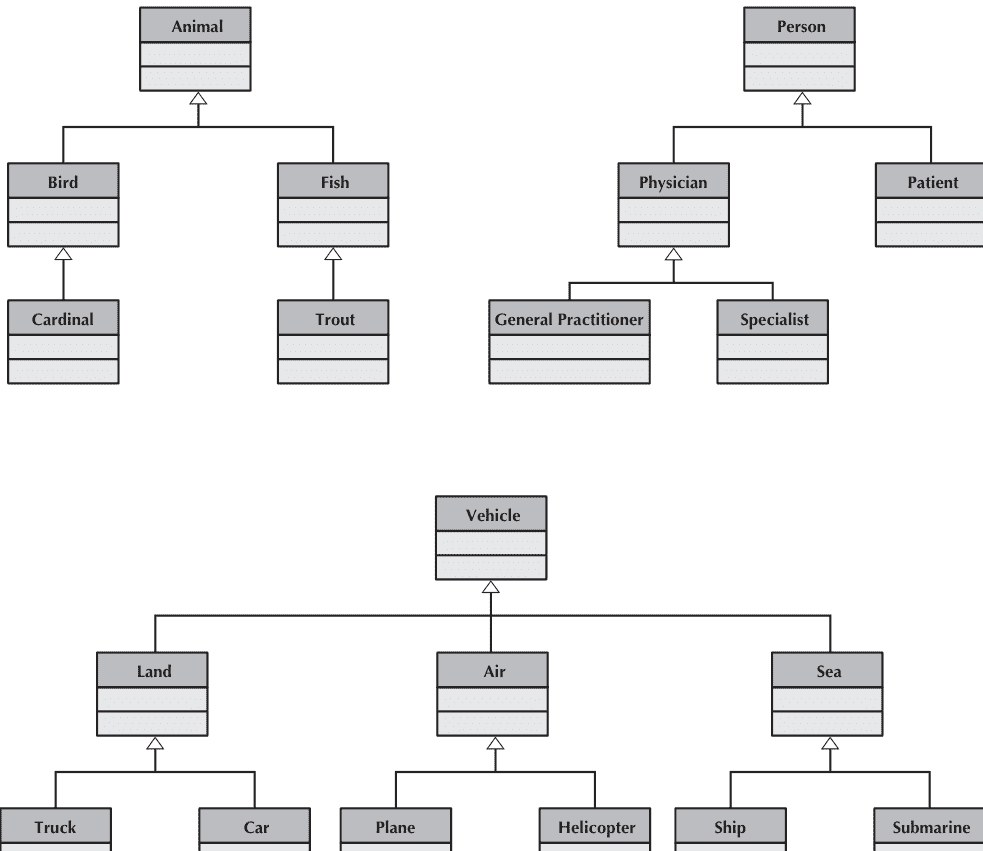 Animal
Person
Bird
Fish
Physician
Patient
Cardinal
Trout
General Practitioner
Specialist
Vehicle
Land
Air
Sea
Truck
Car
Plane
Helicopter
Ship
Submarine